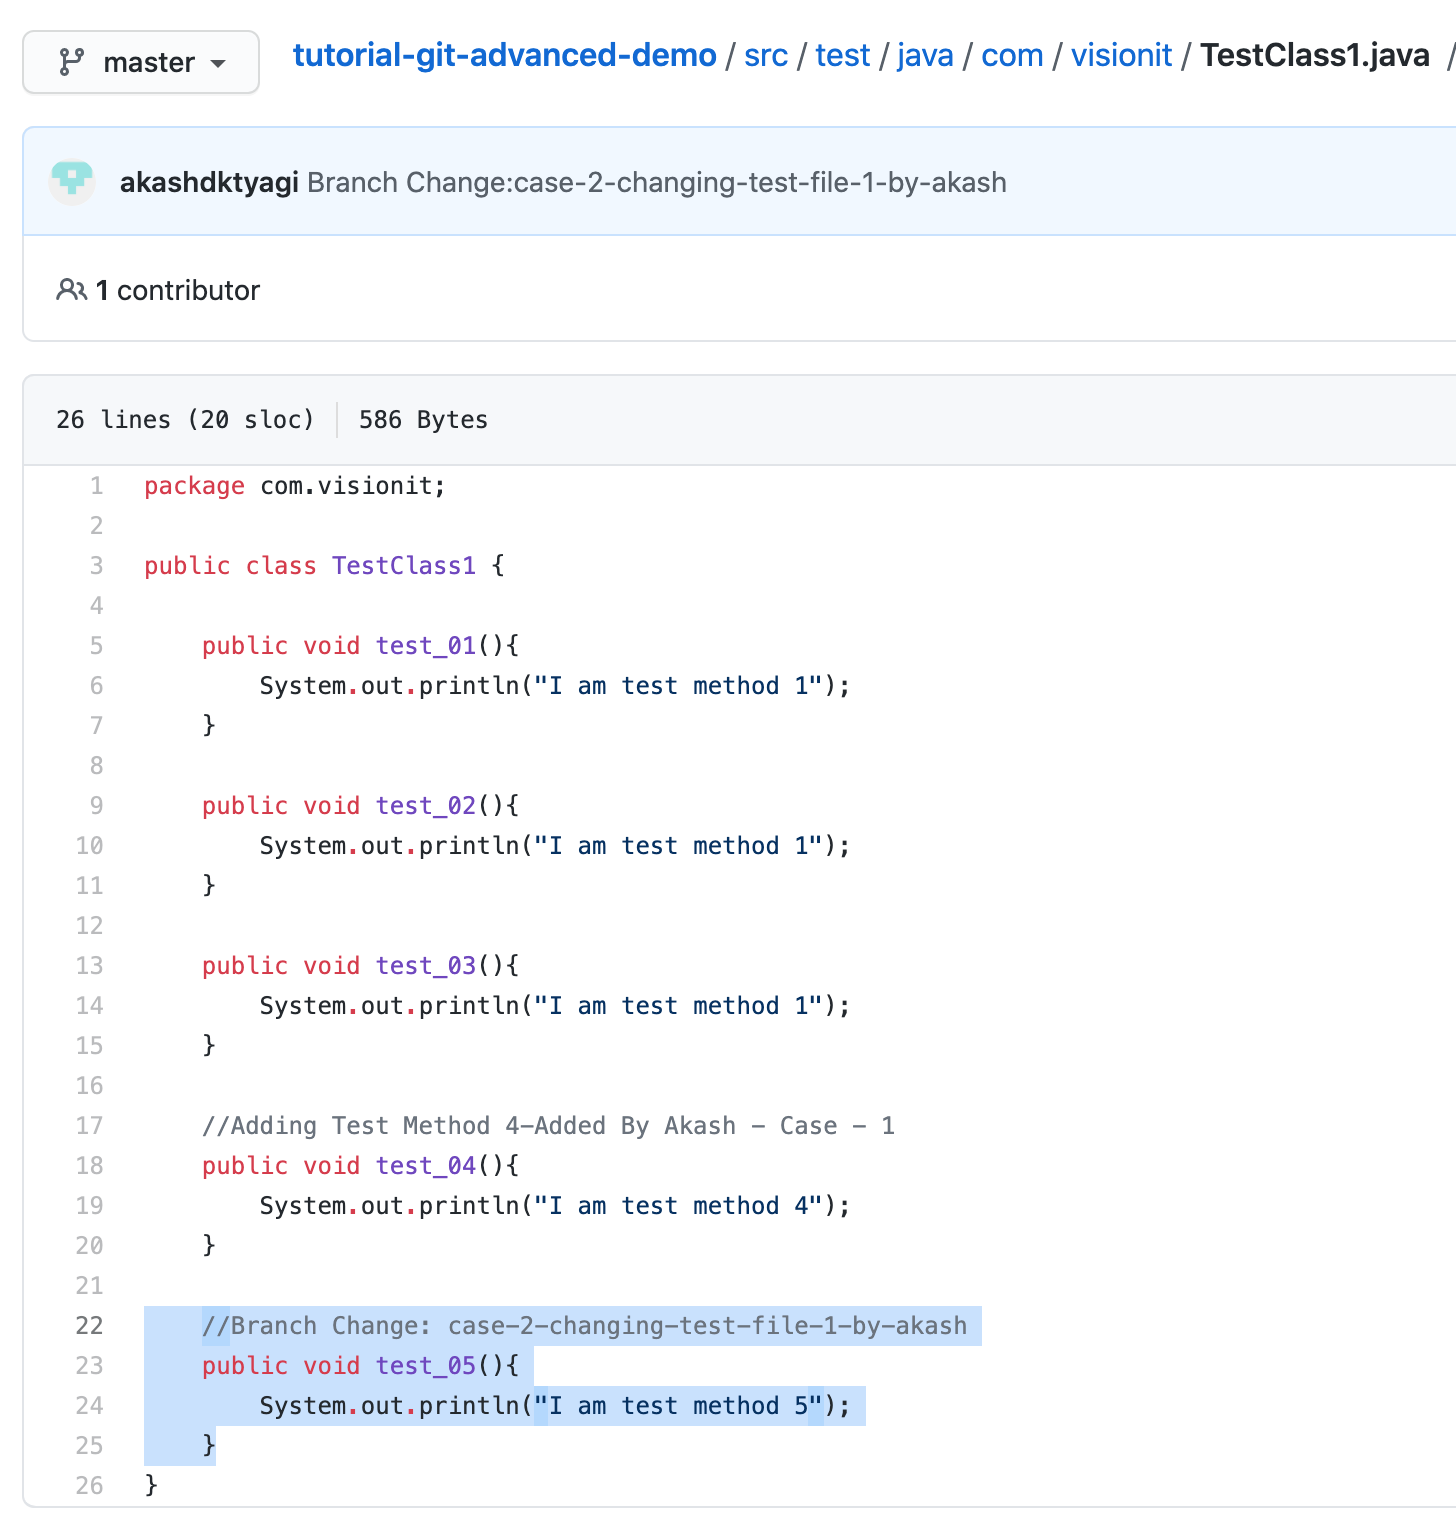 master tutorial-git-advanced-demo / src / test / java / com / visionit / TestClass1.java /
akashdktyagi Branch Change:case-2-changing-test-file-1-by-akash
1 contributor
26 lines (20 sloc) 586 Bytes
1 package com.visionit;
2
3 public class TestClass1 {
4
5 public void test_01(){
6 System.out.println("I am test method 1");
7 }
8
9 public void test_02(){
10 System.out.println("I am test method 1");
11 }
12
13 public void test_03(){
14 System.out.println("I am test method 1");
15 }
16
17 //Adding Test Method 4-Added By Akash - Case - 1
18 public void test_04(){
19 System.out.println("I am test method 4");
20 }
21
22 //Branch Change: case-2-changing-test-file-1-by-akash
23 public void test_05(){
24 System.out.println("I am test method 5");
25 }
26 }